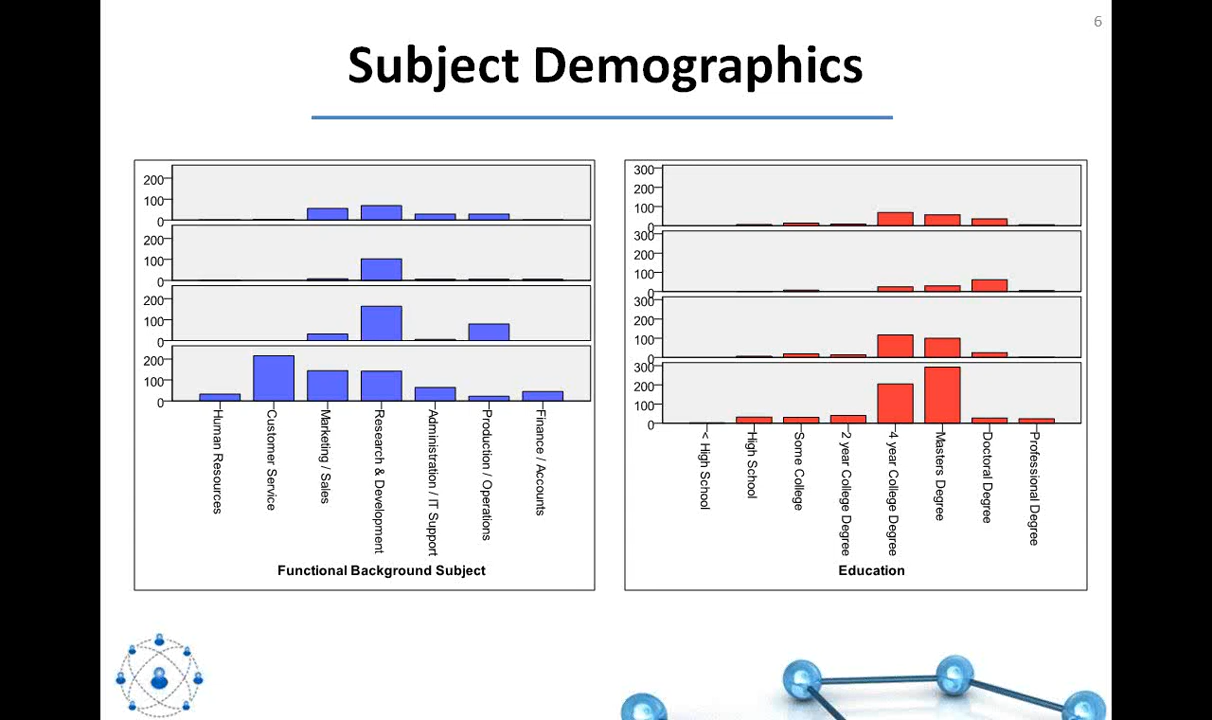 6
Subject Demographics
200
100
0
200
100
0
200
100
0
200
100
0
Human Resources
Customer Service
Marketing / Sales
Research & Development
Administration / IT Support
Production / Operations
Finance / Accounts
Functional Background Subject
300
200
100
0
300
200
100
0
300
200
100
0
300
200
100
0
< High School
High School
Some College
2 year College Degree
4 year College Degree
Masters Degree
Doctoral Degree
Professional Degree
Education